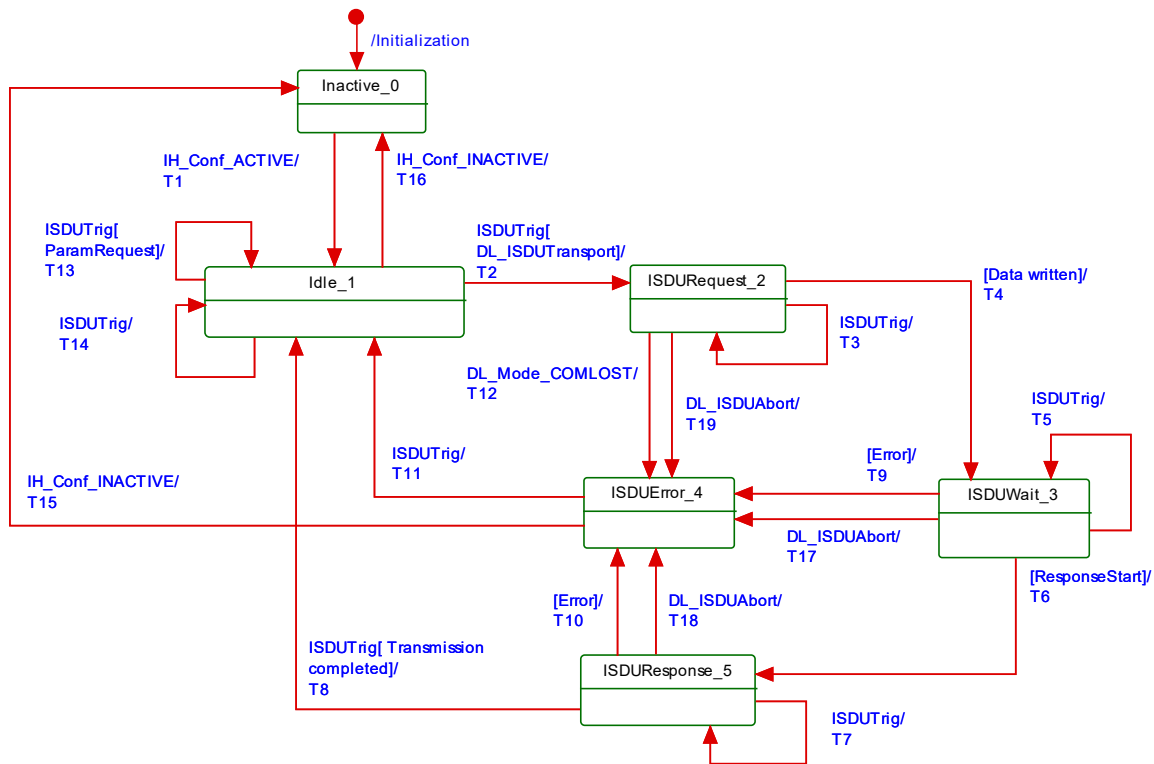 /Initialization
Inactive_0
IH_Conf_ACTIVE/
T1
IH_Conf_INACTIVE/
T16
ISDUTrig[
ParamRequest]/
T13
ISDUTrig[
DL_ISDUTransport]/
T2
Idle_1
ISDURequest_2
[Data written]/
T4
ISDUTrig/
T14
ISDUTrig/
T3
DL_Mode_COMLOST/
T12
DL_ISDUAbort/
T19
ISDUTrig/
T5
ISDUTrig/
T11
[Error]/
T9
IH_Conf_INACTIVE/
T15
ISDUError_4
ISDUWait_3
DL_ISDUAbort/
T17
[ResponseStart]/
T6
[Error]/
T10
DL_ISDUAbort/
T18
ISDUTrig[ Transmission
completed]/
T8
ISDUResponse_5
ISDUTrig/
T7